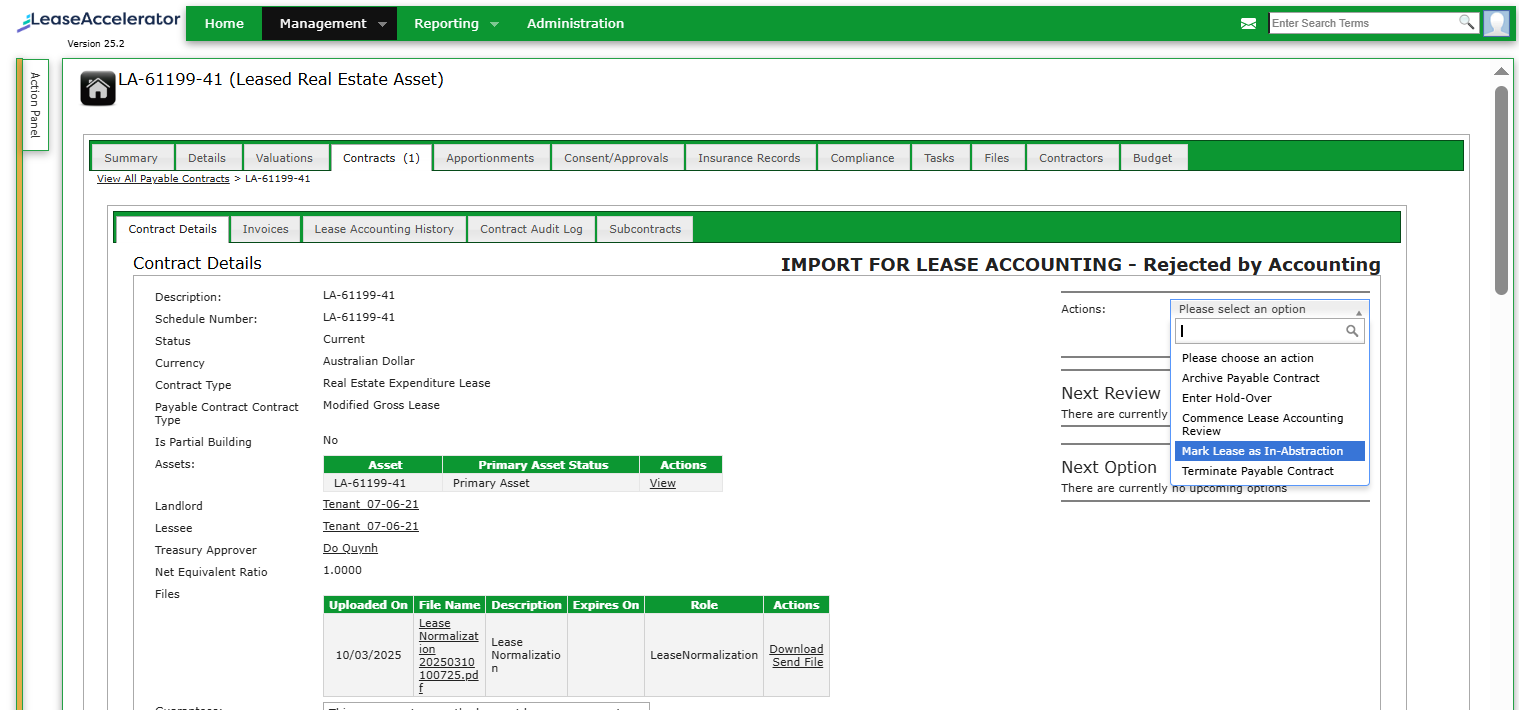 LeaseAccelerator
Version 25.2
Home
Management
Reporting
Administration
Enter Search Terms
Action Panel
LA-61199-41 (Leased Real Estate Asset)
Summary
Details
Valuations
Contracts (1)
Apportionments
Consent/Approvals
Insurance Records
Compliance
Tasks
Files
Contractors
Budget
View All Payable Contracts > LA-61199-41
Contract Details
Invoices
Lease Accounting History
Contract Audit Log
Subcontracts
Contract Details
IMPORT FOR LEASE ACCOUNTING - Rejected by Accounting
Description: LA-61199-41
Schedule Number: LA-61199-41
Status Current
Currency Australian Dollar
Contract Type Real Estate Expenditure Lease
Payable Contract Contract
Type
Modified Gross Lease
Is Partial Building No
Assets:
Asset Primary Asset Status Actions
LA-61199-41 Primary Asset View
Landlord Tenant_07-06-21
Lessee Tenant_07-06-21
Treasury Approver Do Quynh
Net Equivalent Ratio 1.0000
Files
Uploaded On File Name Description Expires On Role Actions
10/03/2025
Lease
Normalizat
ion
20250310
100725.pd
f
Lease
Normalizatio
n
LeaseNormalization
Download
Send File
Actions:
Please select an option
Please choose an action
Archive Payable Contract
Enter Hold-Over
Commence Lease Accounting
Review
Mark Lease as In-Abstraction
Terminate Payable Contract
Next Review
There are currently
Next Option
There are currently no upcoming options